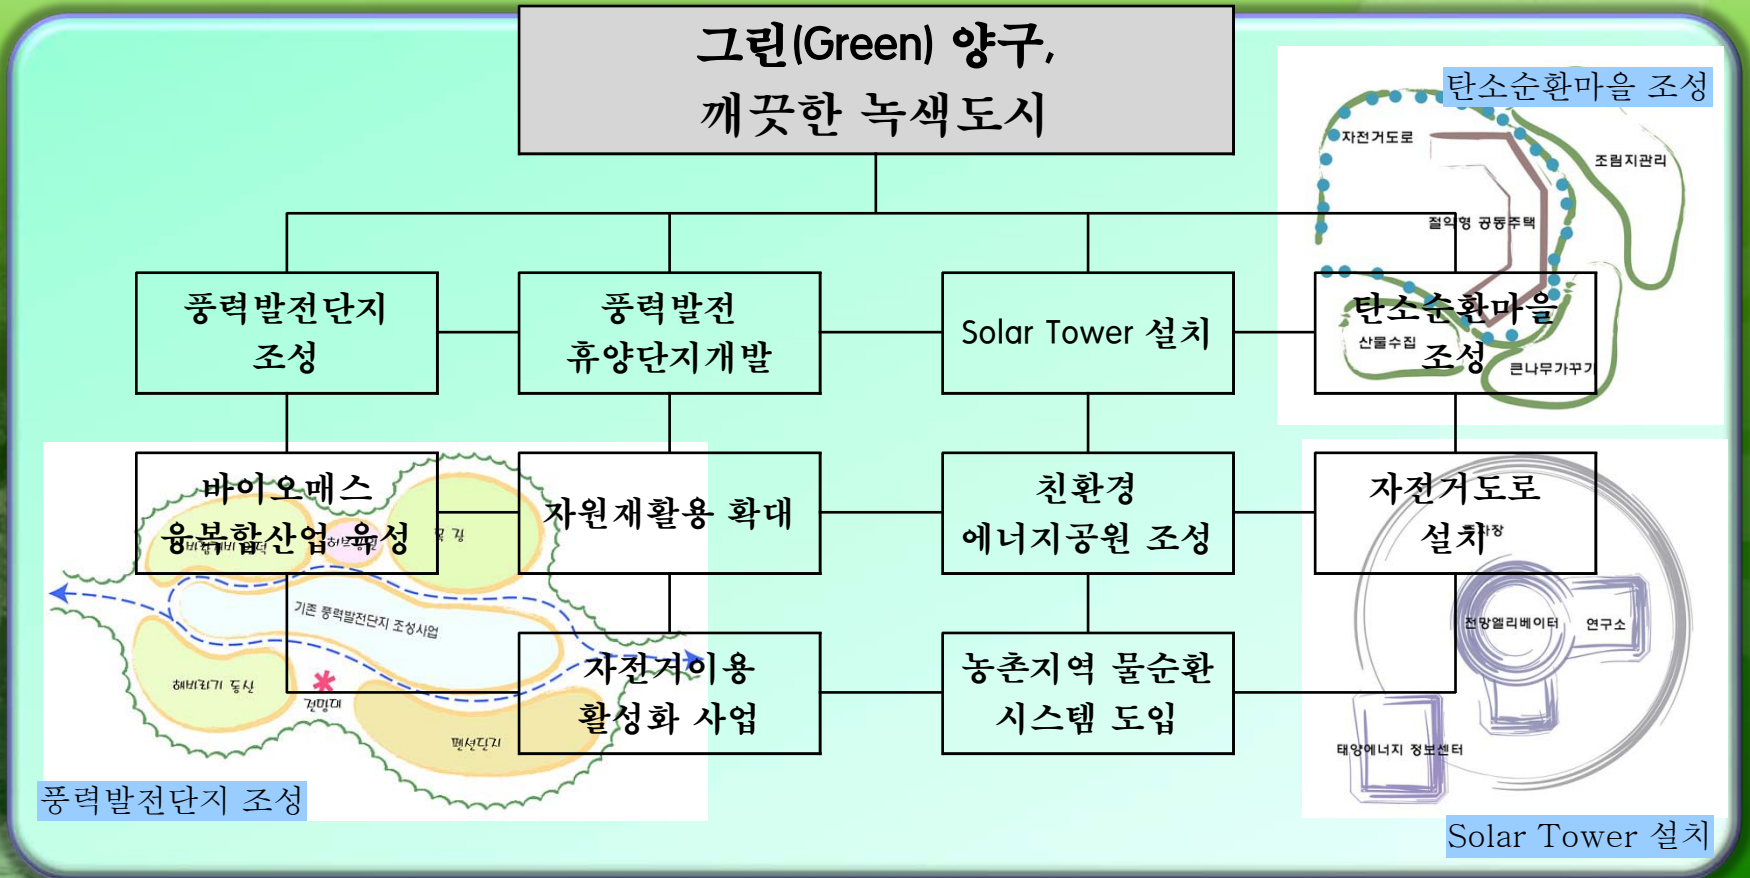 그린(Green) 양구,
깨끗한 녹색도시
탄소순환마을 조성
자전거도로
조림지관리
절약형 공동주택
산물수집
큰나무가꾸기
풍력발전단지
조성
풍력발전
휴양단지개발
Solar Tower 설치
탄소순환마을
조성
바이오매스
융복합산업 육성
자원재활용 확대
친환경
에너지공원 조성
자전거도로
설치
자전거이용
활성화 사업
농촌지역 물순환
시스템 도입
기존 풍력발전단지 조성사업
해바라기 동산
전망대
펜션단지
풍력발전단지 조성
전망엘리베이터
연구소
태양에너지 정보센터
Solar Tower 설치